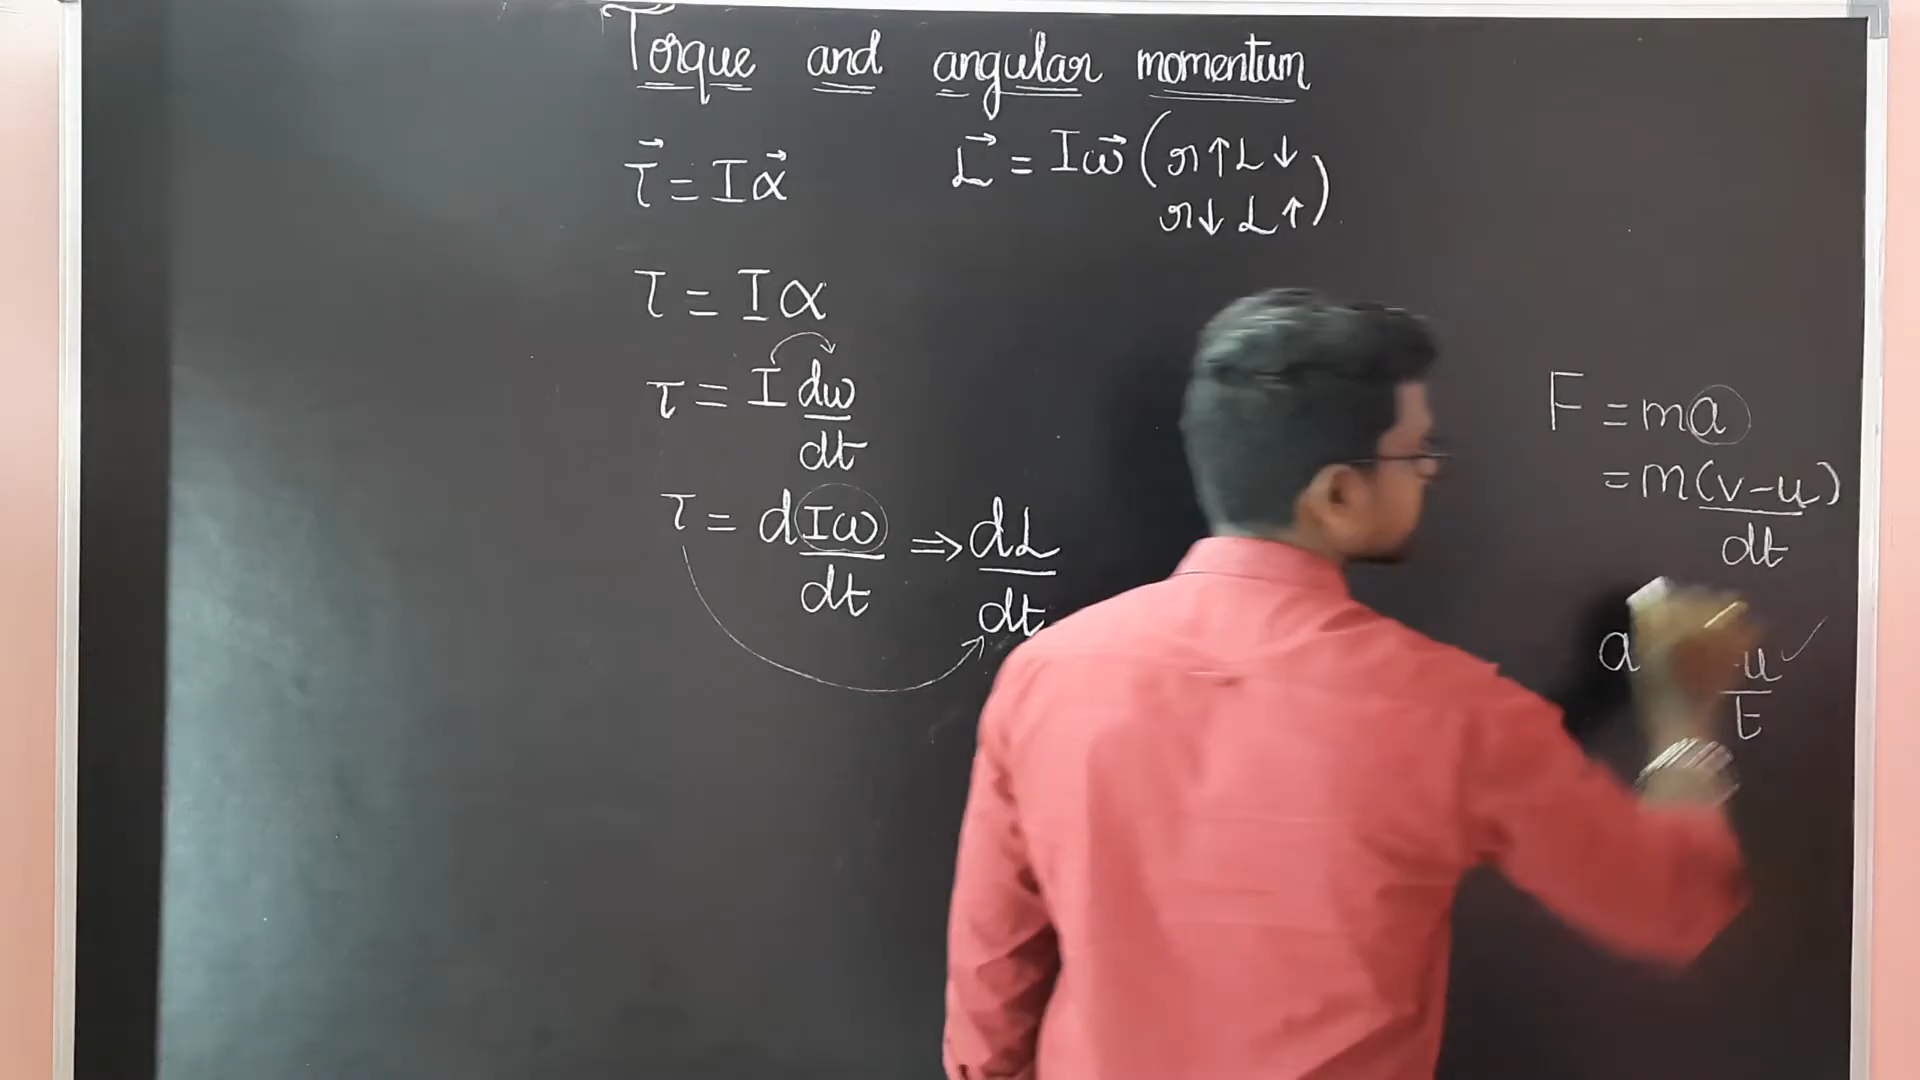 Torque and angular momentum
τ⃗ = Iα⃗
L⃗ = Iω⃗ (r↑ L↓
r↓ L↑)
τ = Iα
τ = I dω/dt
τ = d(Iω)/dt ⇒ dL/dt
F = ma
= m(v-u)/dt
a -u/t ✓